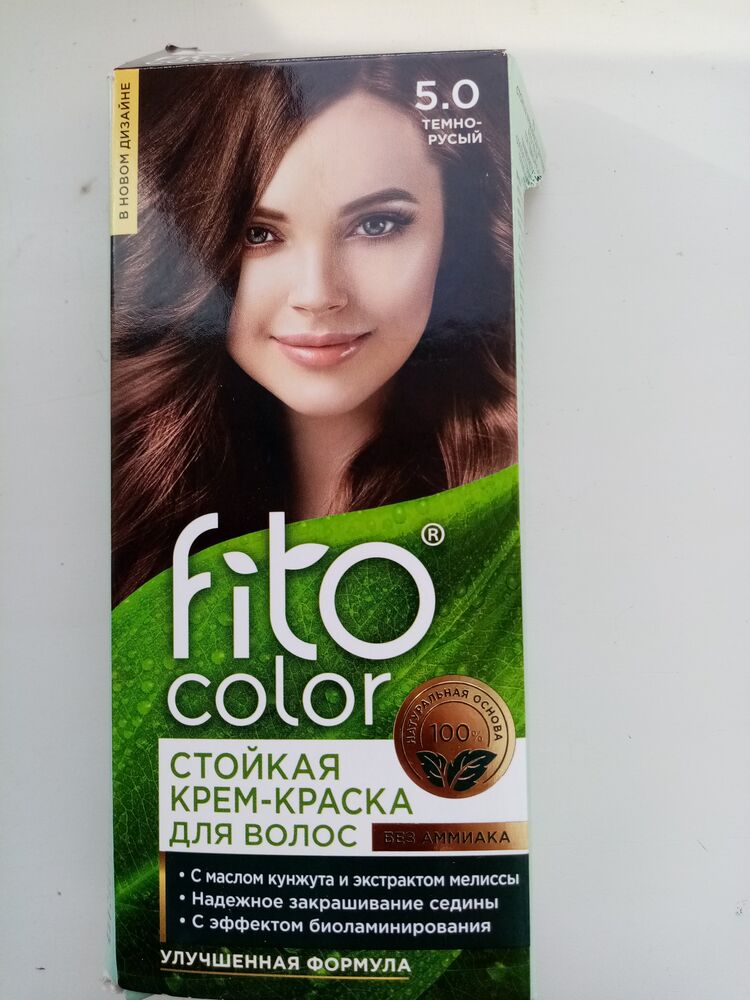 В НОВОМ ДИЗАЙНЕ
5.0
ТЕМНО-
РУСЫЙ
fito®
color
НАТУРАЛЬНАЯ ОСНОВА
100%
СТОЙКАЯ
КРЕМ-КРАСКА
ДЛЯ ВОЛОС
БЕЗ АММИАКА
• С маслом кунжута и экстрактом мелиссы
• Надежное закрашивание седины
• С эффектом биоламинирования
УЛУЧШЕННАЯ ФОРМУЛА